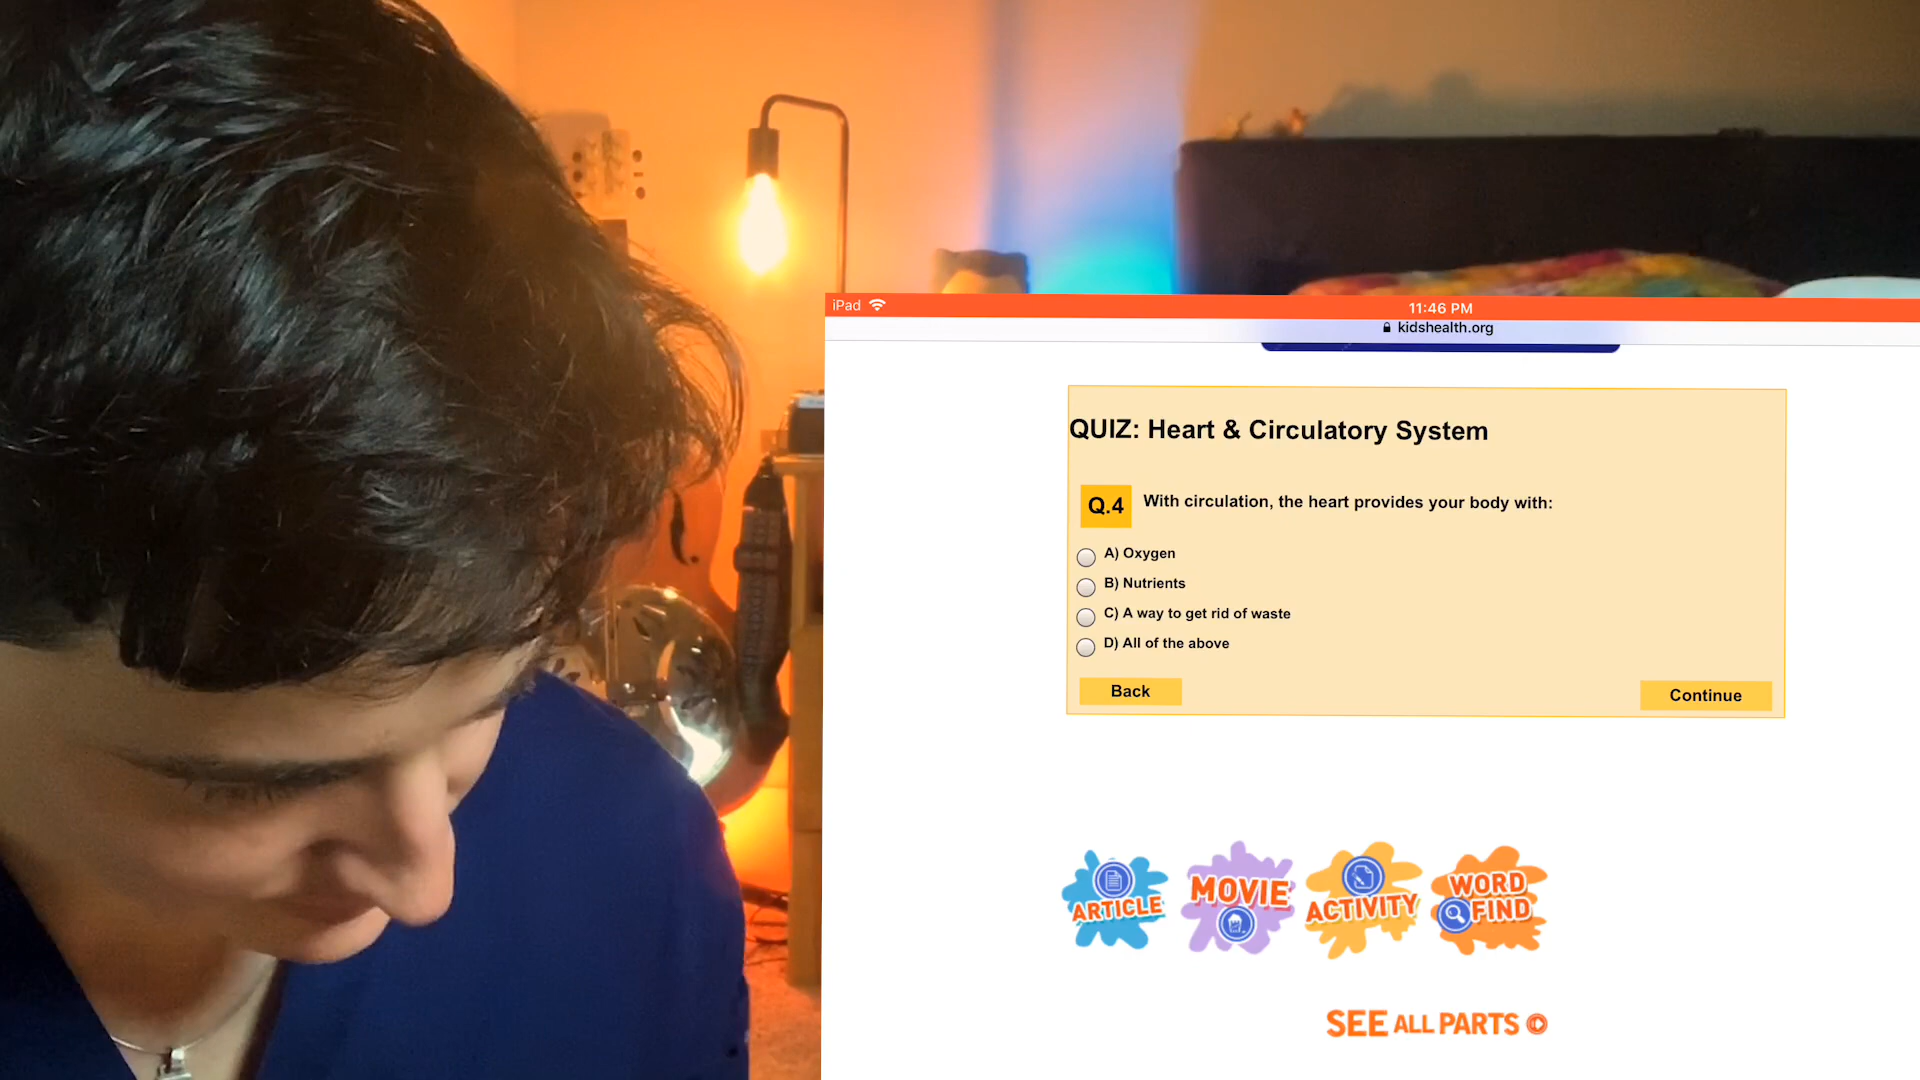 iPad
11:46 PM
kidshealth.org
QUIZ: Heart & Circulatory System
Q.4 With circulation, the heart provides your body with:
A) Oxygen
B) Nutrients
C) A way to get rid of waste
D) All of the above
Back
Continue
ARTICLE
MOVIE
ACTIVITY
WORD
FIND
SEE ALL PARTS